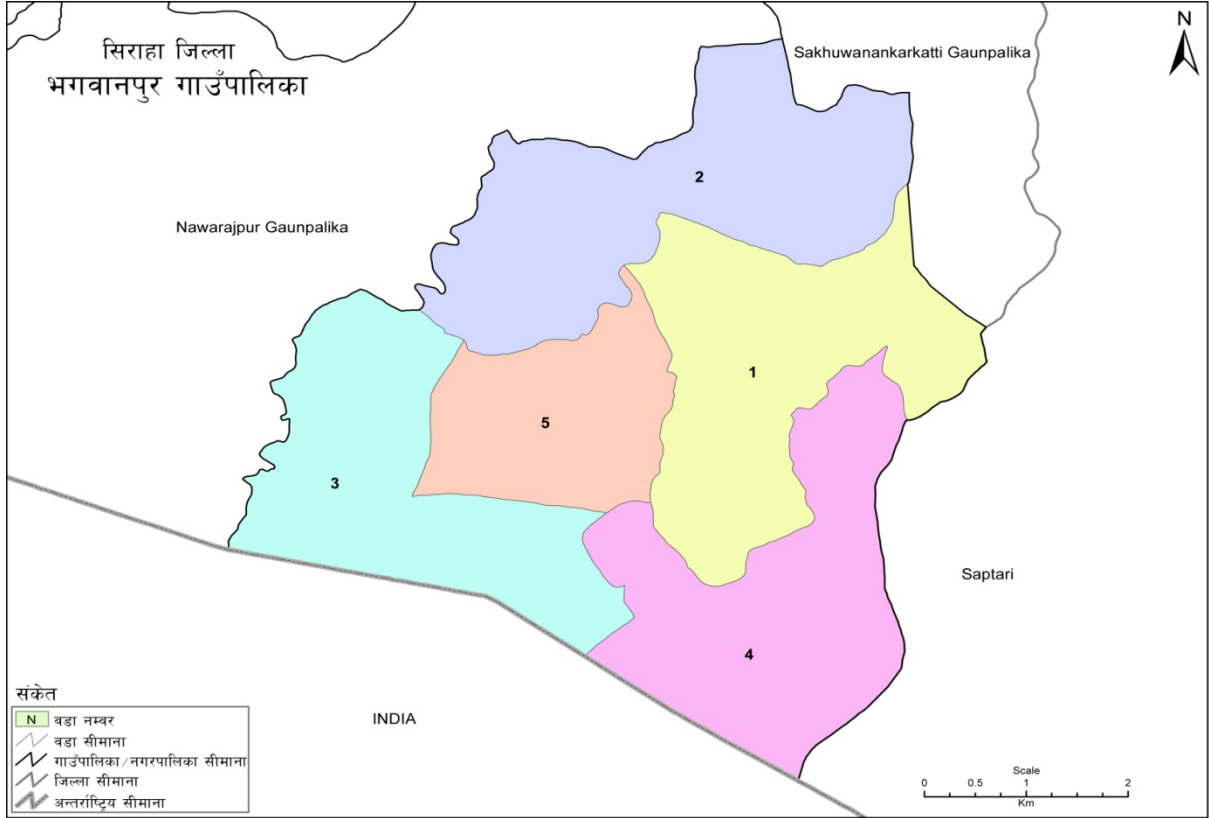 सिराहा जिल्ला
भगवानपुर गाउँपालिका
N
Sakhuwanankarkatti Gaunpalika
2
Nawarajpur Gaunpalika
1
5
3
Saptari
4
INDIA
संकेत
N वडा नम्वर
वडा सीमाना
गाउँपालिका/नगरपालिका सीमाना
जिल्ला सीमाना
अन्तर्राष्ट्रिय सीमाना
Scale
0 0.5 1 2
Km